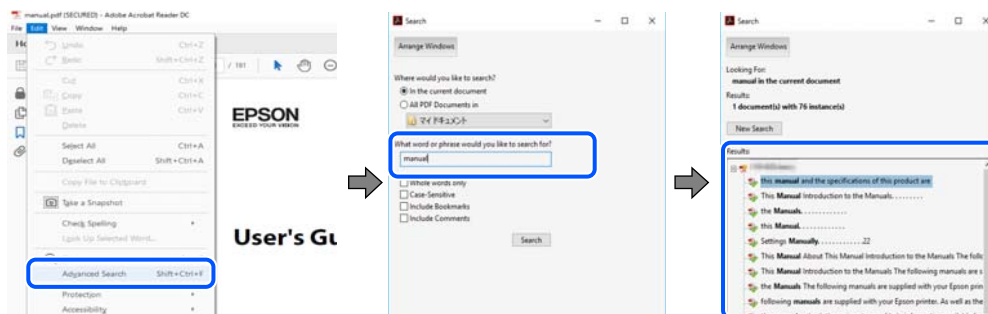 manual.pdf (SECURED) - Adobe Acrobat Reader DC
File Edit View Window Help
Undo Ctrl+Z
Redo Shift+Ctrl+Z
Cut Ctrl+X
Copy Ctrl+C
Paste Ctrl+V
Delete
Select All Ctrl+A
Deselect All Shift+Ctrl+A
Copy File to Clipboard
Take a Snapshot
Check Spelling
Look Up Selected Word...
Advanced Search Shift+Ctrl+F
Protection
Accessibility
/ 191
EPSON
EXCEED YOUR VISION
User's Gu
Search
Arrange Windows
Where would you like to search?
In the current document
All PDF Documents in
マイ ドキュメント
What word or phrase would you like to search for?
manual
Whole words only
Case-Sensitive
Include Bookmarks
Include Comments
Search
Search
Arrange Windows
Looking For:
manual in the current document
Results:
1 document(s) with 76 instance(s)
New Search
Results:
this manual and the specifications of this product are
This Manual Introduction to the Manuals. . . . . . . . .
the Manuals. . . . . . . . . . . . .
this Manual. . . . . . . . . . . . .
Settings Manually. . . . . . . . . . . . .22
This Manual About This Manual Introduction to the Manuals The follo
This Manual Introduction to the Manuals The following manuals are s
the Manuals The following manuals are supplied with your Epson prin
following manuals are supplied with your Epson printer. As well as the